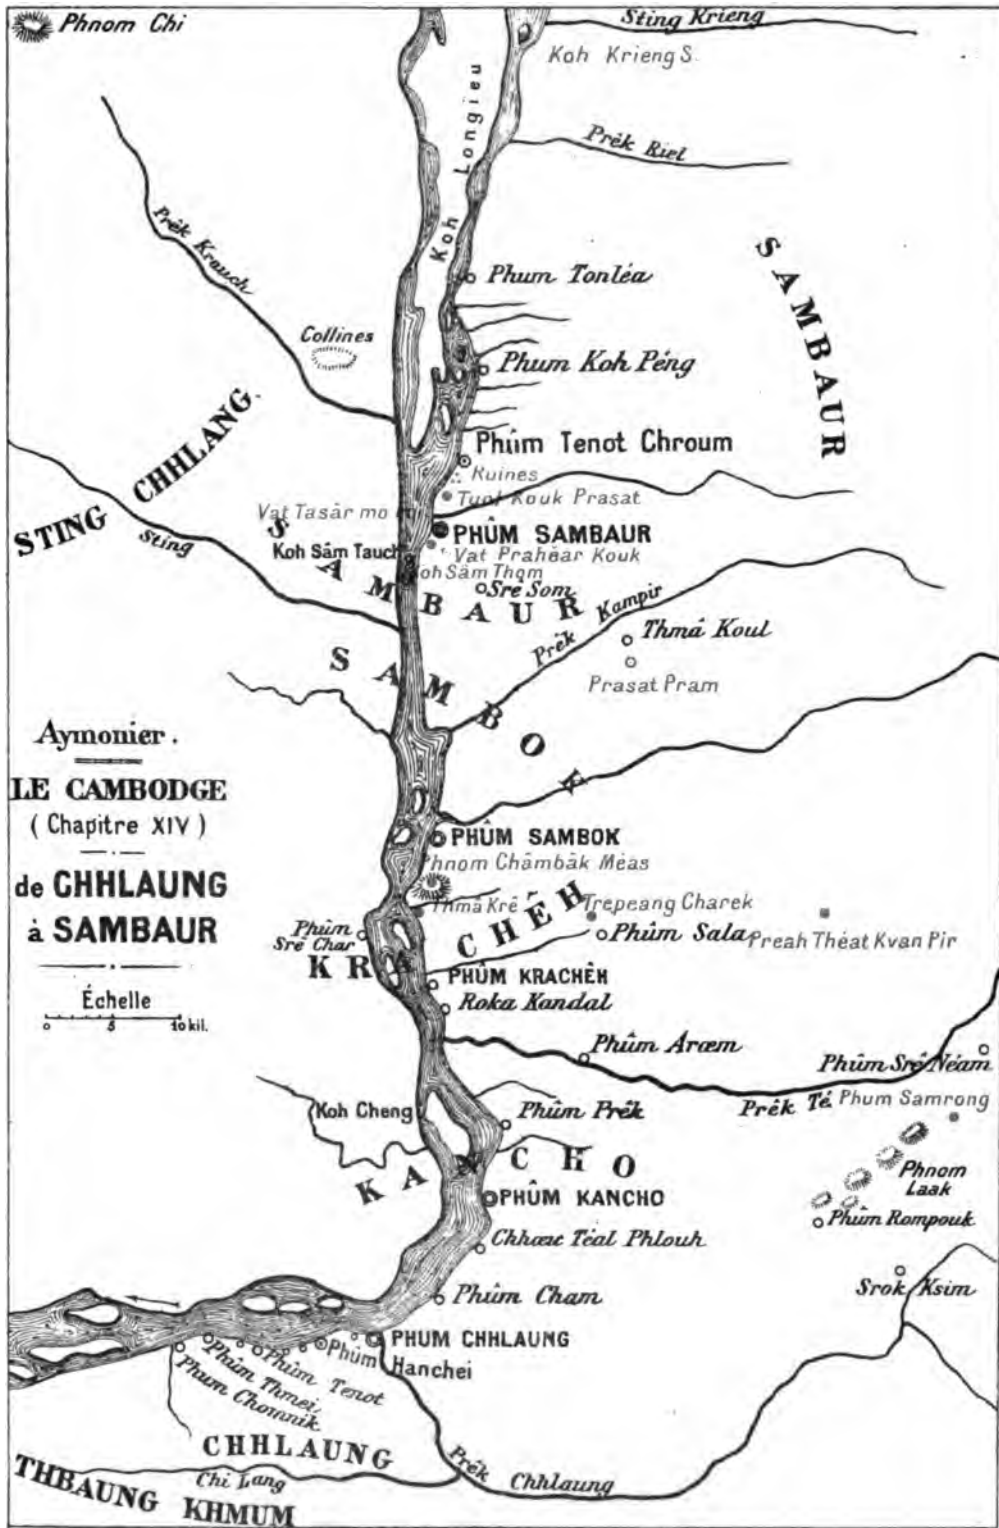 Phnom Chi
Sting Krieng
Koh Krieng S.
Koh Longieu
Prêk Riel
Prêk Krauch
SAMBAUR
Phum Tonléa
Collines
Phum Koh Péng
STING CHHLANG.
Phûm Tenot Chroum
Ruines
Tuol Kouk Prasat
Vat Tasar mo
PHÛM SAMBAUR
Sting
Koh Sâm Tauch
Vat Prahéar Kouk
Koh Sâm Thom
Sré Som
SAMBAUR
Prêk Kampir
Thmâ Koul
Prasat Pram
SAMBOK
Aymonier.
LE CAMBODGE
(Chapitre XIV)
de CHHLAUNG
à SAMBAUR
Échelle
0 5 10 kil.
PHÛM SAMBOK
Phnom Châmbâk Méas
Thmâ Kré
Trepeang Charek
Phûm
Sré Char
Phûm Sala
Preah Théat Kvan Pir
KRACHÊH
PHÛM KRACHÊH
Roka Kandal
Phûm Arœm
Phûm Sré Néam
Prêk Té
Phum Samrong
Koh Cheng
Phûm Prêk
KANCHO
Phnom
Laak
PHÛM KANCHO
Phûm Rompouk
Chhœu Téal Phlouh
Srok Ksim
Phûm Cham
PHUM CHHLAUNG
Phûm Hanchei
Phûm Tenot
Phûm Thmei
Phum Chomnik
CHHLAUNG
Prêk Chhlaung
Chi Lang
THBAUNG KHMUM